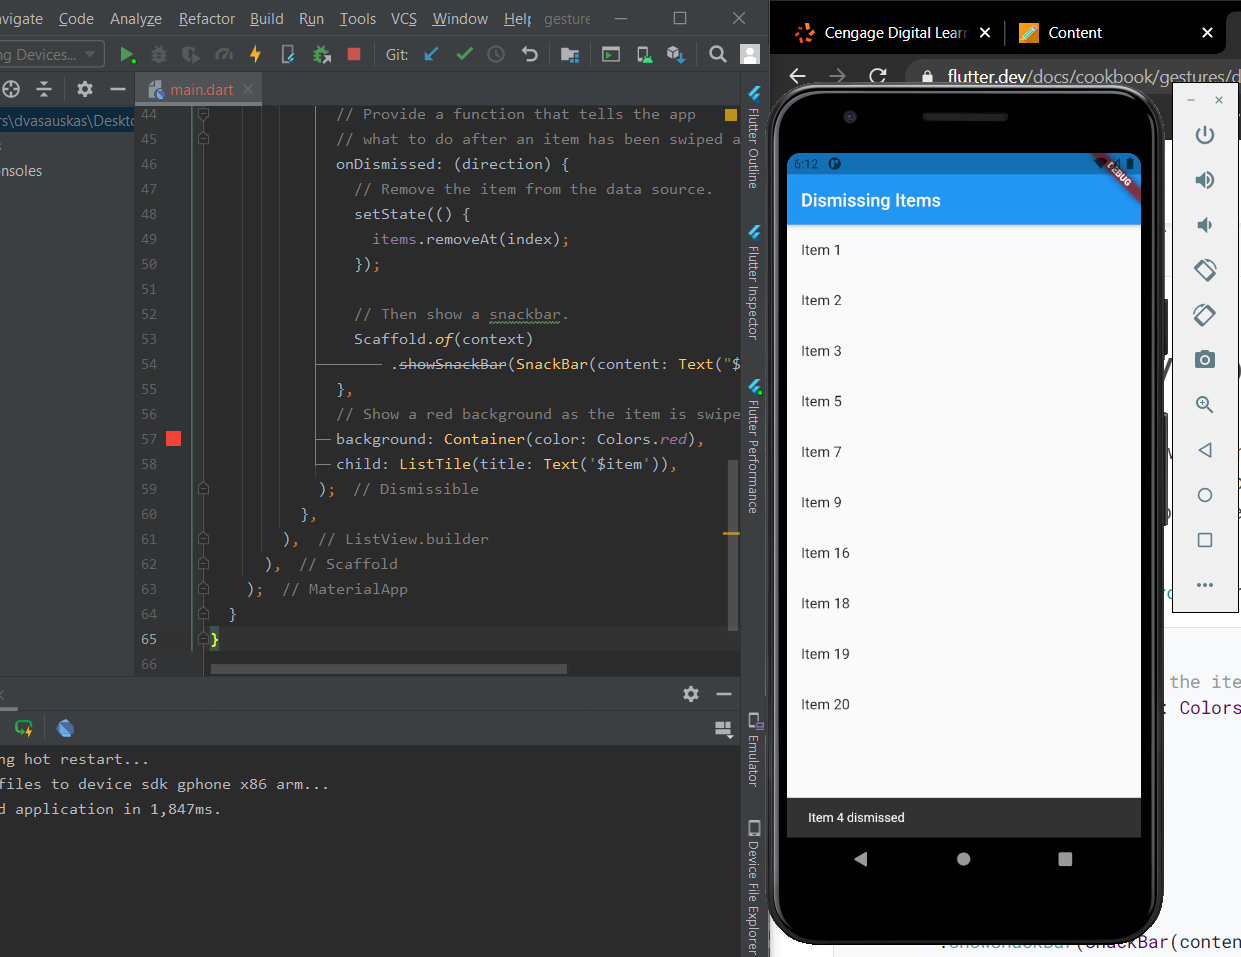 Code Analyze Refactor Build Run Tools VCS Window Help gesture
Devices...
Git:
main.dart
\dvasauskas\Deskto
onsoles
44 // Provide a function that tells the app
45 // what to do after an item has been swiped a
46 onDismissed: (direction) {
47 // Remove the item from the data source.
48 setState(() {
49 items.removeAt(index);
50 });
51
52 // Then show a snackbar.
53 Scaffold.of(context)
54 .showSnackBar(SnackBar(content: Text("$
55 },
56 // Show a red background as the item is swipe
57 background: Container(color: Colors.red),
58 child: ListTile(title: Text('$item')),
59 ); // Dismissible
60 },
61 ), // ListView.builder
62 ), // Scaffold
63 ); // MaterialApp
64 }
65 }
66
Flutter Outline
Flutter Inspector
Flutter Performance
Emulator
Device File Explorer
ng hot restart...
files to device sdk gphone x86 arm...
d application in 1,847ms.
Cengage Digital Learn
Content
flutter.dev/docs/cookbook/gestures/d
6:12
DEBUG
Dismissing Items
Item 1
Item 2
Item 3
Item 5
Item 7
Item 9
Item 16
Item 18
Item 19
Item 20
Item 4 dismissed
the ite
: Colors
.showSnackBar(SnackBar(conten